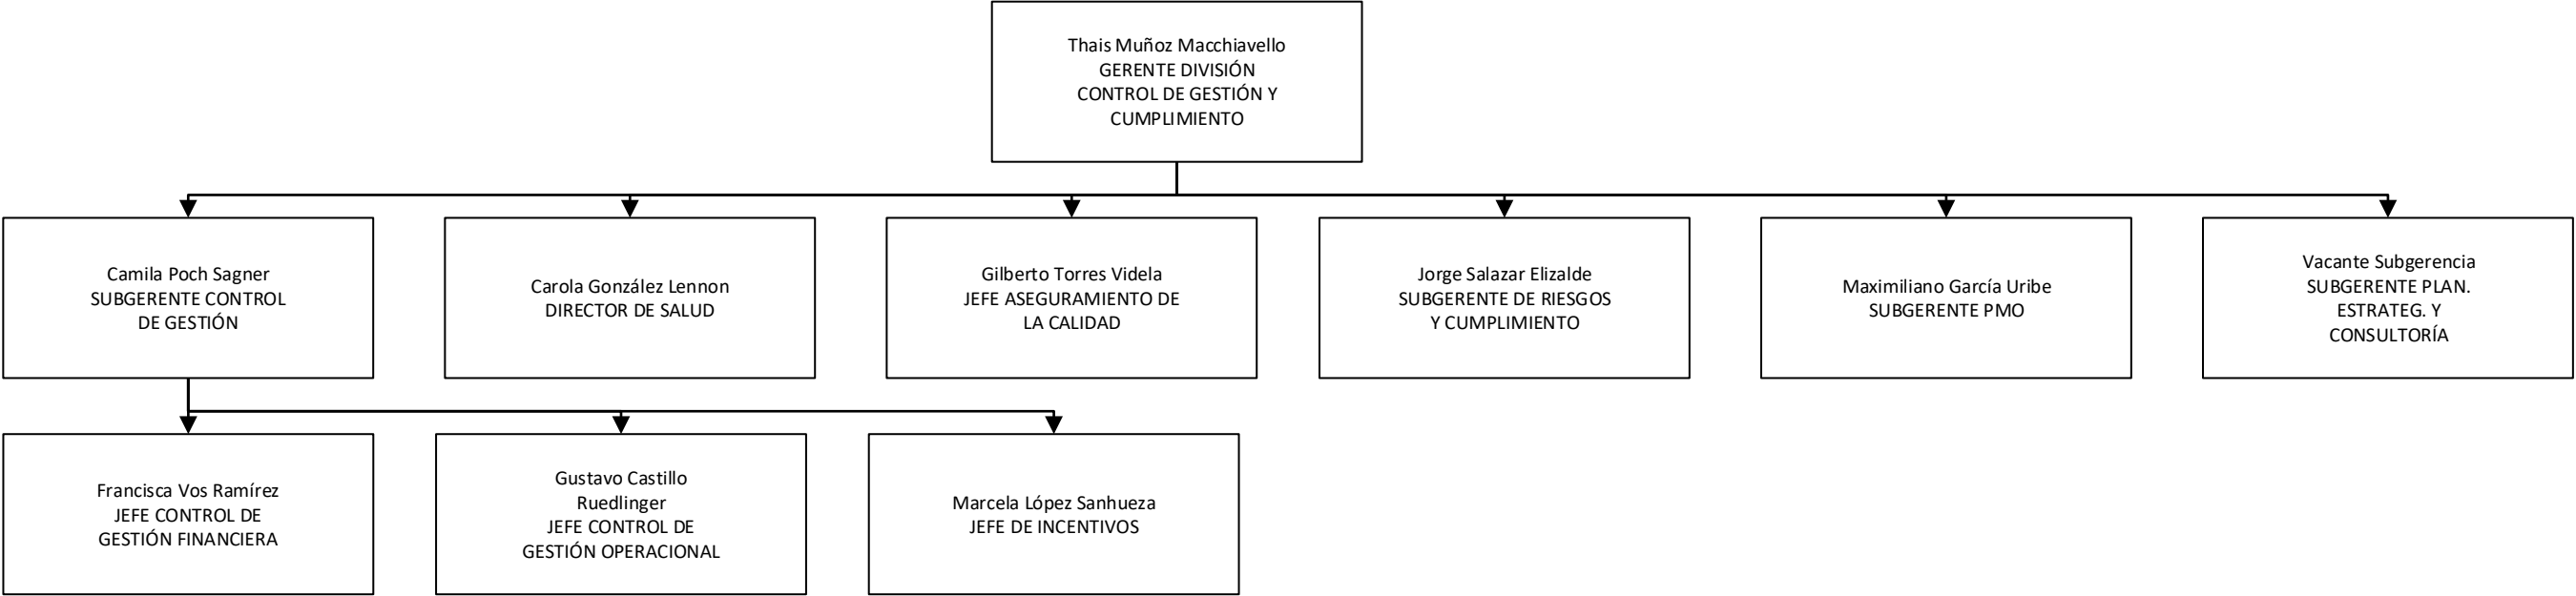 Thais Muñoz Macchiavello
GERENTE DIVISIÓN
CONTROL DE GESTIÓN Y
CUMPLIMIENTO
Camila Poch Sagner
SUBGERENTE CONTROL
DE GESTIÓN
Carola González Lennon
DIRECTOR DE SALUD
Gilberto Torres Videla
JEFE ASEGURAMIENTO DE
LA CALIDAD
Jorge Salazar Elizalde
SUBGERENTE DE RIESGOS
Y CUMPLIMIENTO
Maximiliano García Uribe
SUBGERENTE PMO
Vacante Subgerencia
SUBGERENTE PLAN.
ESTRATEG. Y
CONSULTORÍA
Francisca Vos Ramírez
JEFE CONTROL DE
GESTIÓN FINANCIERA
Gustavo Castillo
Ruedlinger
JEFE CONTROL DE
GESTIÓN OPERACIONAL
Marcela López Sanhueza
JEFE DE INCENTIVOS